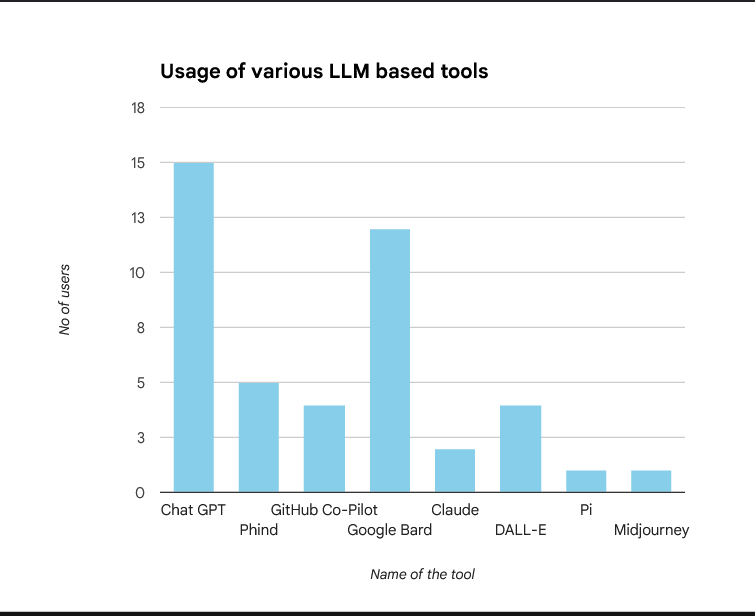 Usage of various LLM based tools
18
15
13
10
8
5
3
0
No of users
Chat GPT
Phind
GitHub Co-Pilot
Google Bard
Claude
DALL-E
Pi
Midjourney
Name of the tool